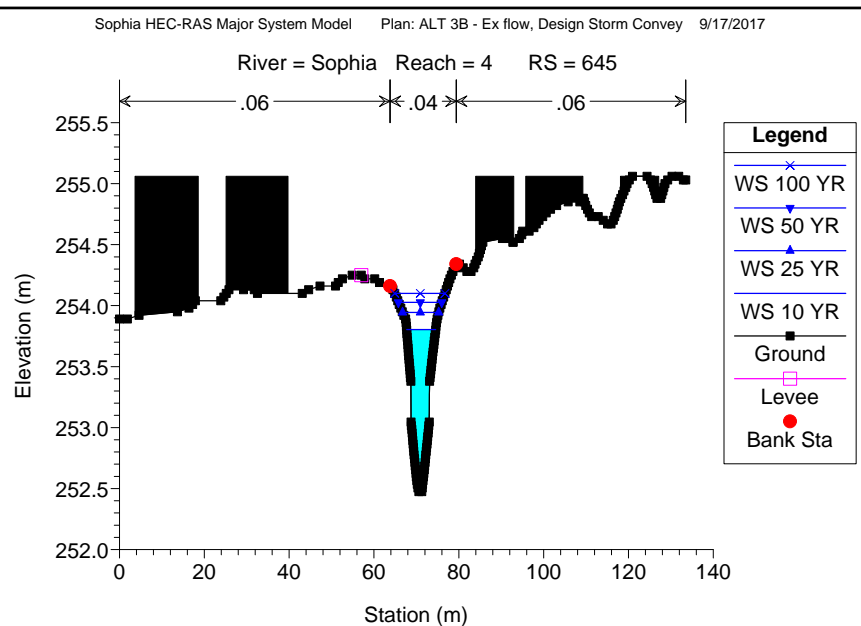 Sophia HEC-RAS Major System Model Plan: ALT 3B - Ex flow, Design Storm Convey 9/17/2017
River = Sophia Reach = 4 RS = 645
.06 .04 .06
255.5
255.0
254.5
254.0
253.5
253.0
252.5
252.0
Elevation (m)
0 20 40 60 80 100 120 140
Station (m)
Legend
WS 100 YR
WS 50 YR
WS 25 YR
WS 10 YR
Ground
Levee
Bank Sta